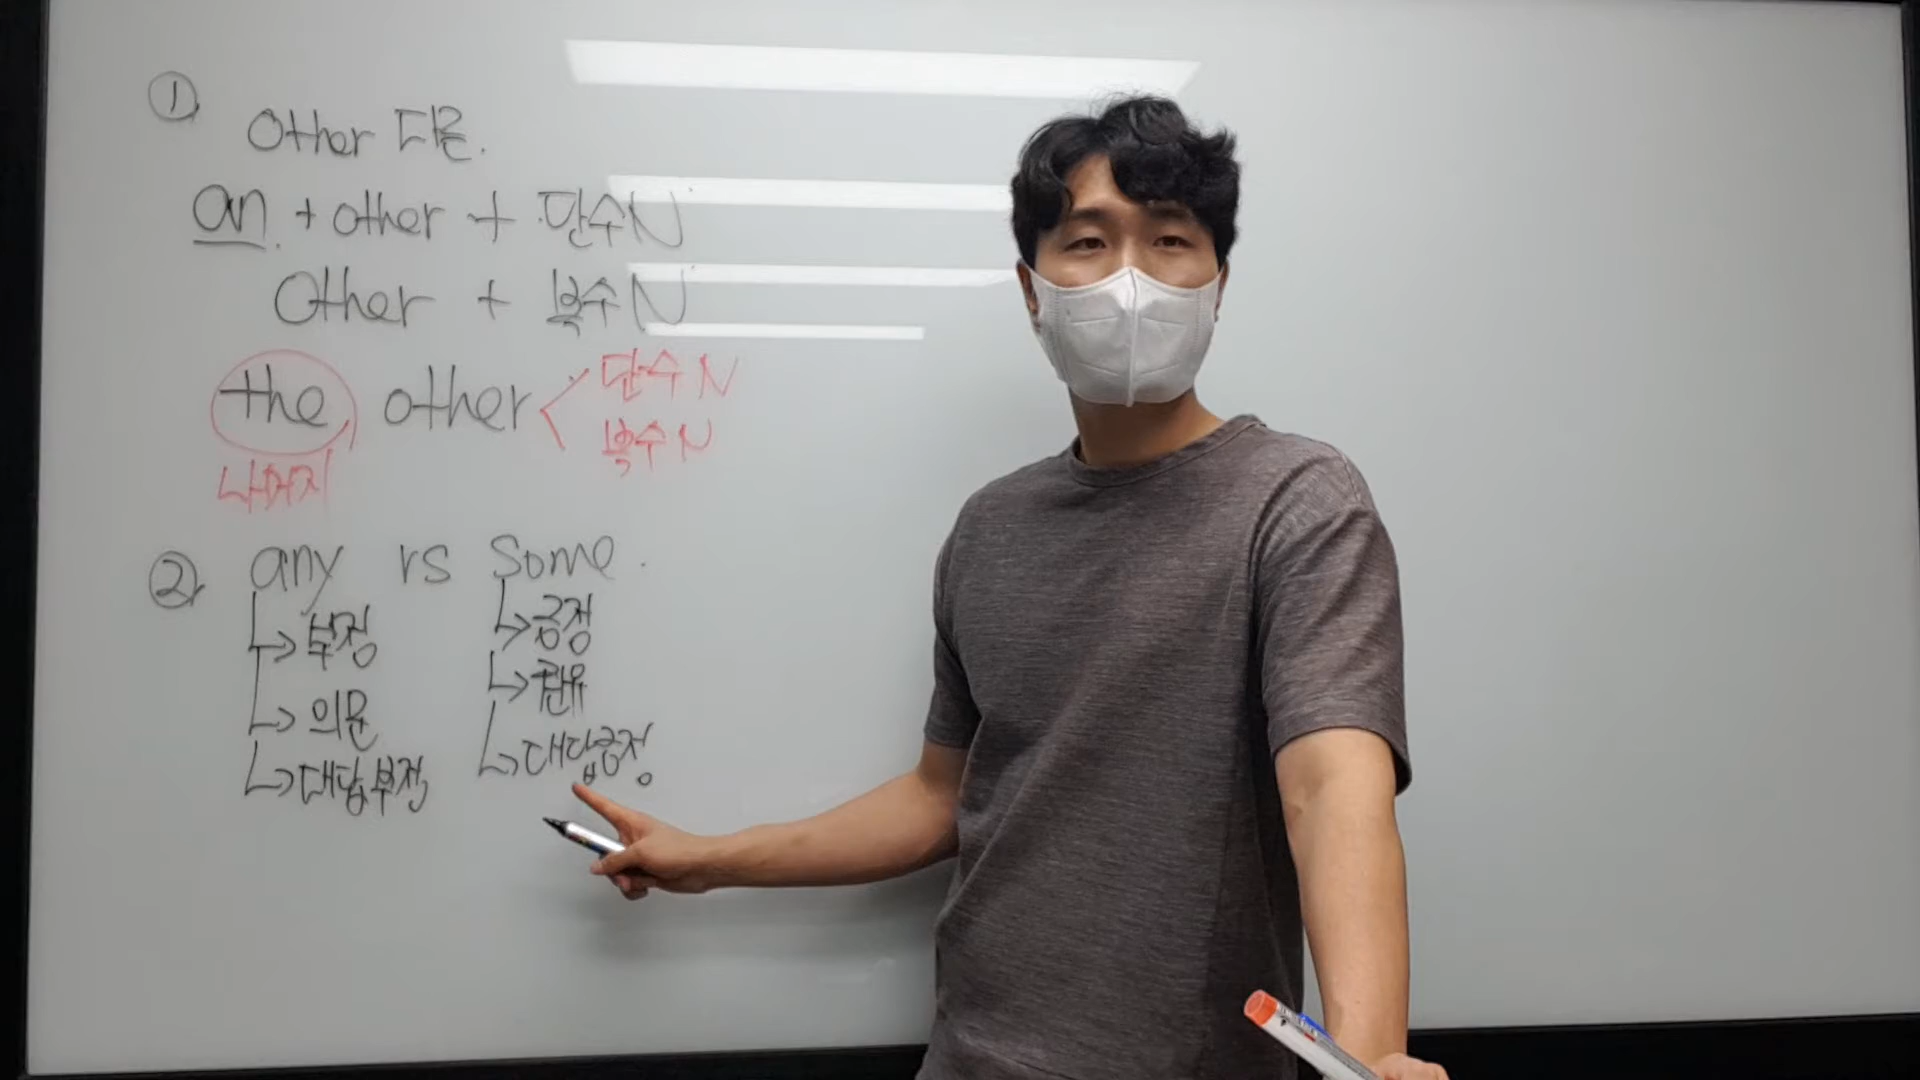 ① Other 다른.
an + other + 단수N
Other + 복수N
the other < 단수N
복수N
나머지
② any vs some.
↳ 부정 ↳ 긍정
↳ 의문 ↳ 권유
↳ 대답부정 ↳ 대답긍정